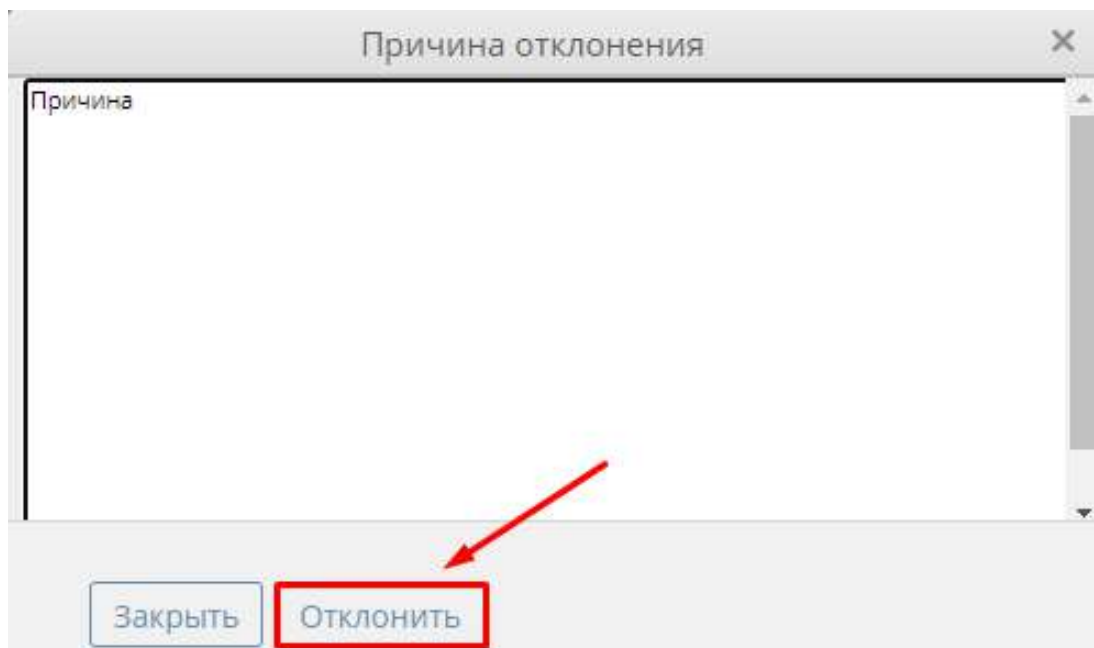 Причина отклонения
Причина
Закрыть Отклонить